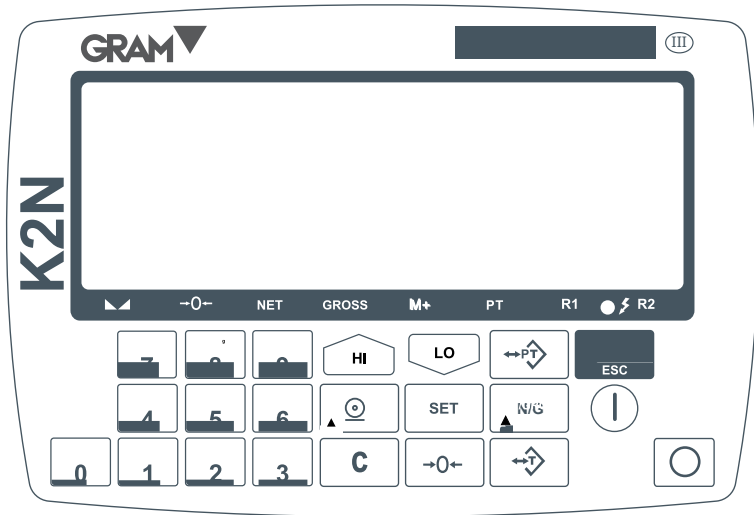 GRAM
III
K2N
→0← NET GROSS M+ PT R1 R2
7 8 9 HI LO ↔PT ESC
4 5 6 SET N/G
0 1 2 3 C →0← ↔T